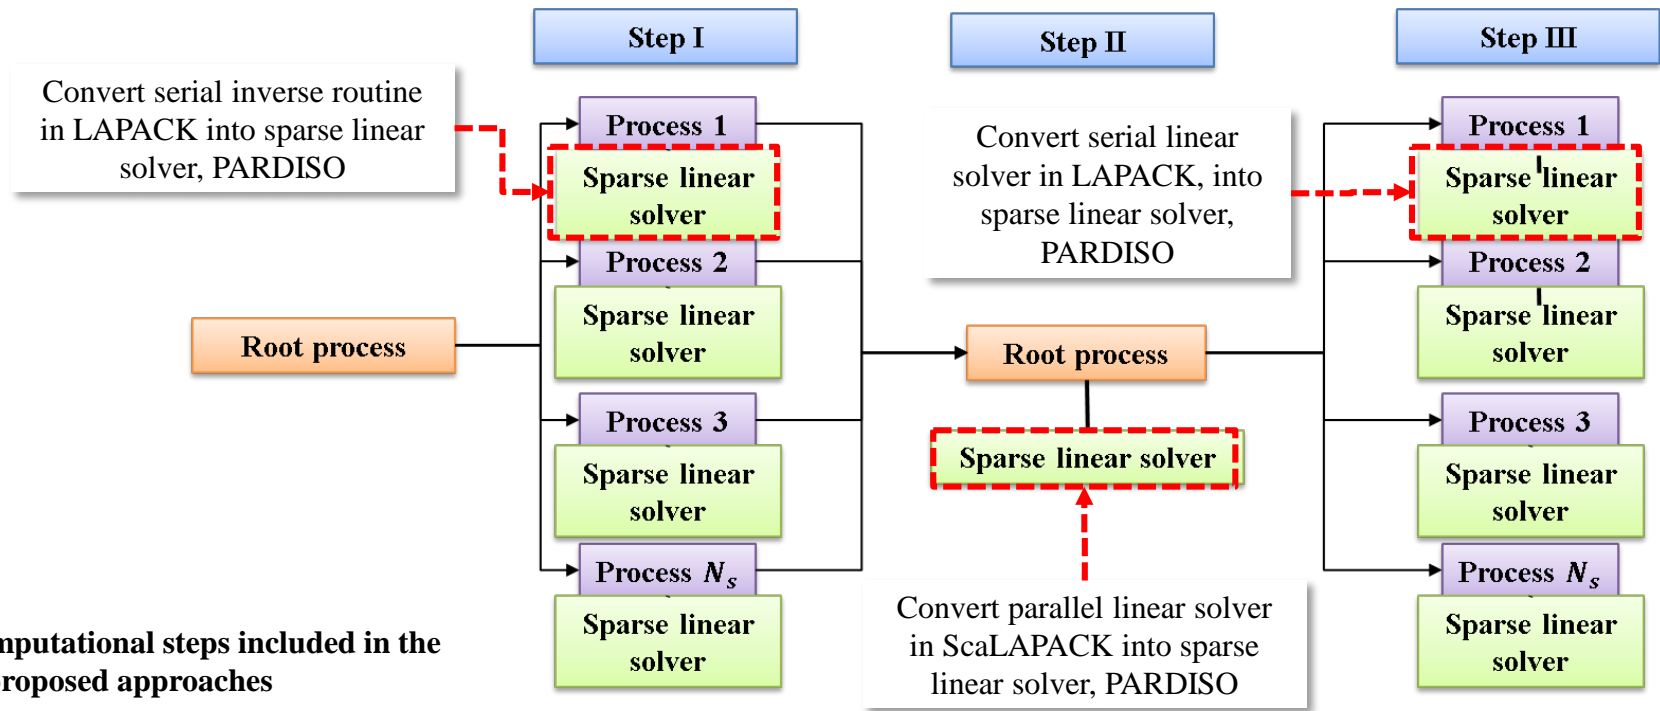 Step I
Step II
Step III
Convert serial inverse routine
in LAPACK into sparse linear
solver, PARDISO
Process 1
Sparse linear
solver
Process 2
Sparse linear
solver
Process 3
Sparse linear
solver
Process Nₛ
Sparse linear
solver
Root process
Convert serial linear
solver in LAPACK, into
sparse linear solver,
PARDISO
Root process
Sparse linear solver
Convert parallel linear solver
in ScaLAPACK into sparse
linear solver, PARDISO
Process 1
Sparse linear
solver
Process 2
Sparse linear
solver
Process 3
Sparse linear
solver
Process Nₛ
Sparse linear
solver
mputational steps included in the
proposed approaches